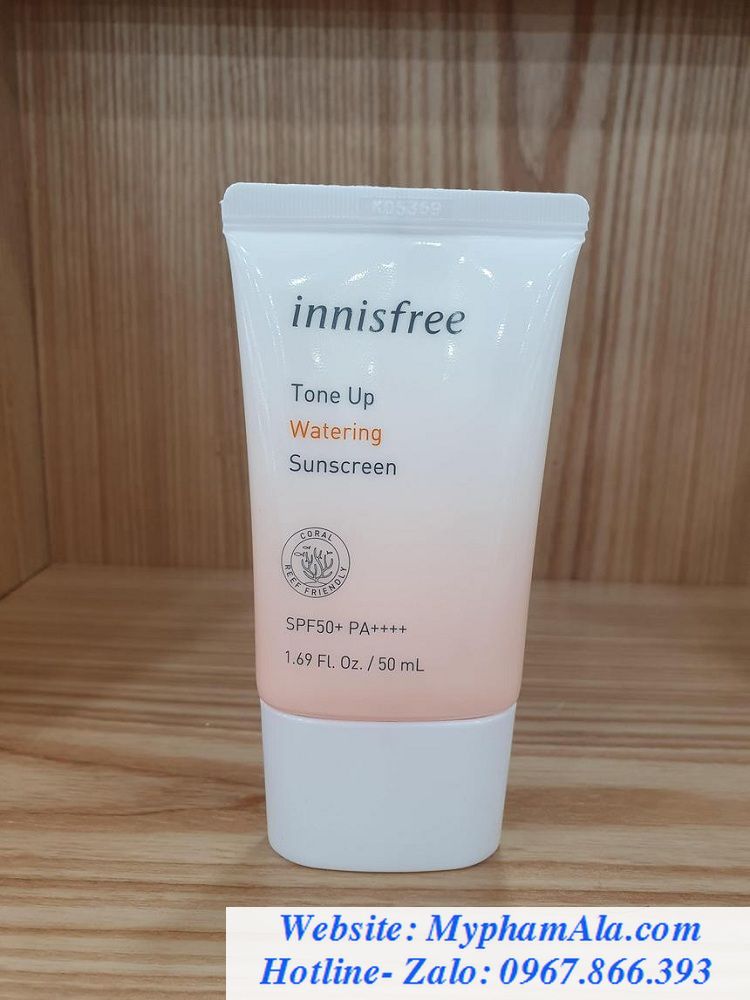 K05369
innisfree
Tone Up
Watering
Sunscreen
CORAL
REEF FRIENDLY
SPF50+ PA++++
1.69 Fl. Oz. / 50 mL
Website: MyphamAla.com
Hotline- Zalo: 0967.866.393